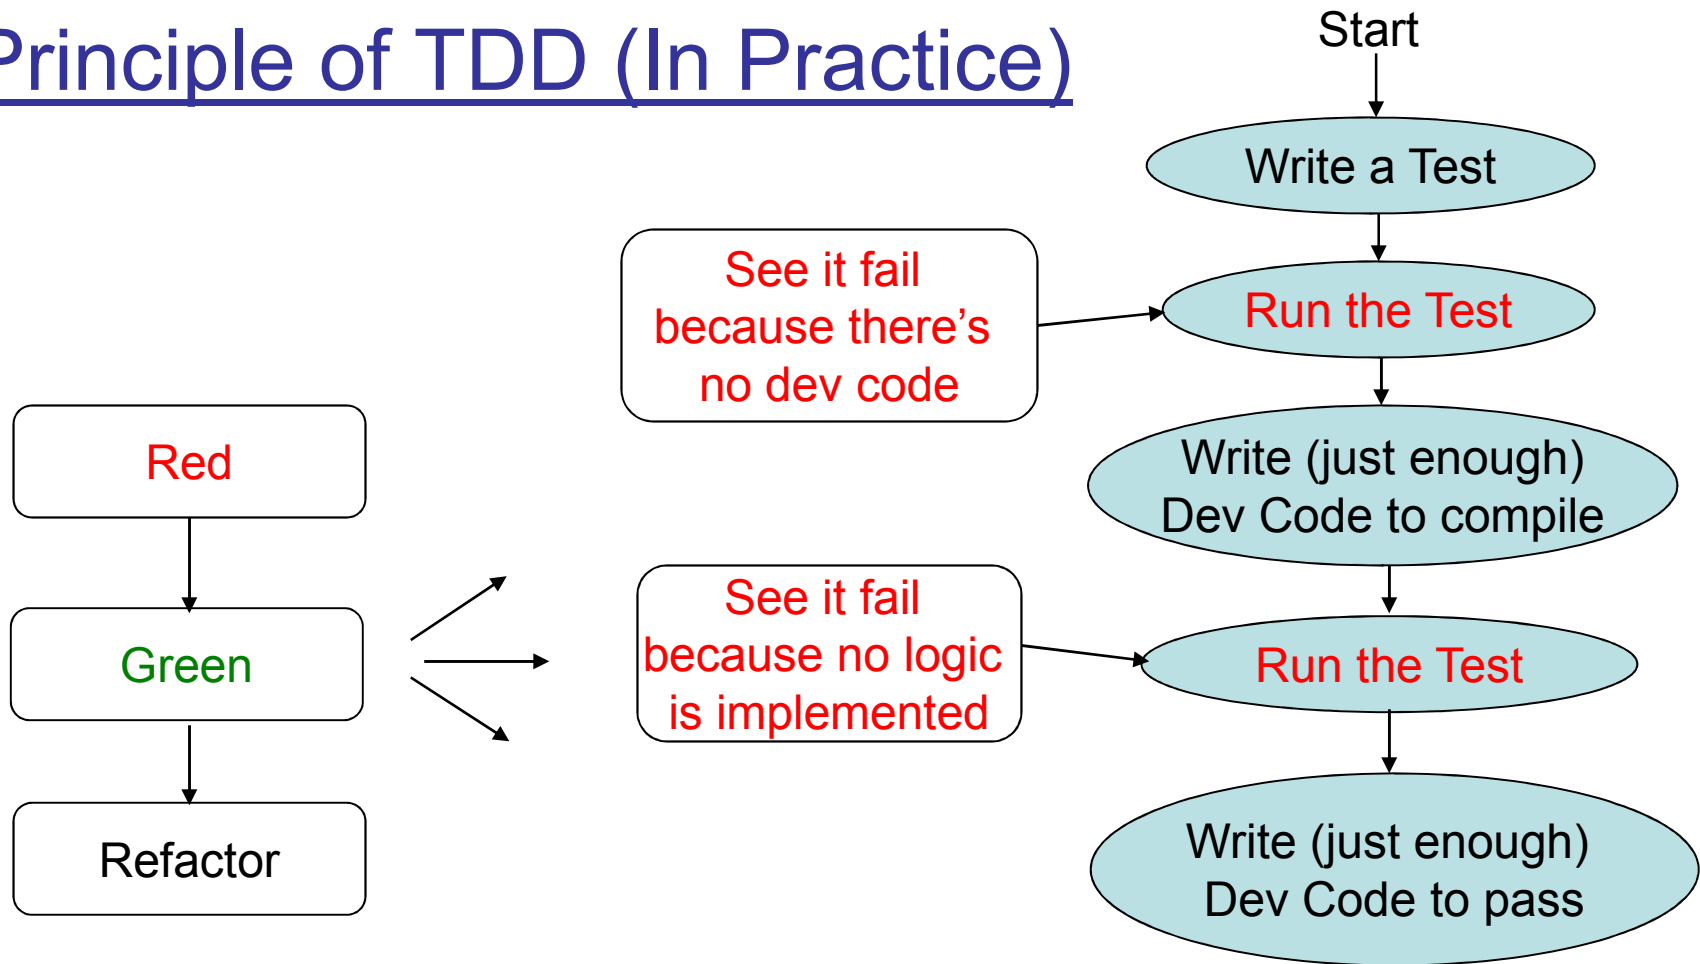 Principle of TDD (In Practice)
Start
Write a Test
See it fail
because there’s
no dev code
Run the Test
Write (just enough)
Dev Code to compile
Red
Green
Refactor
See it fail
because no logic
is implemented
Run the Test
Write (just enough)
Dev Code to pass